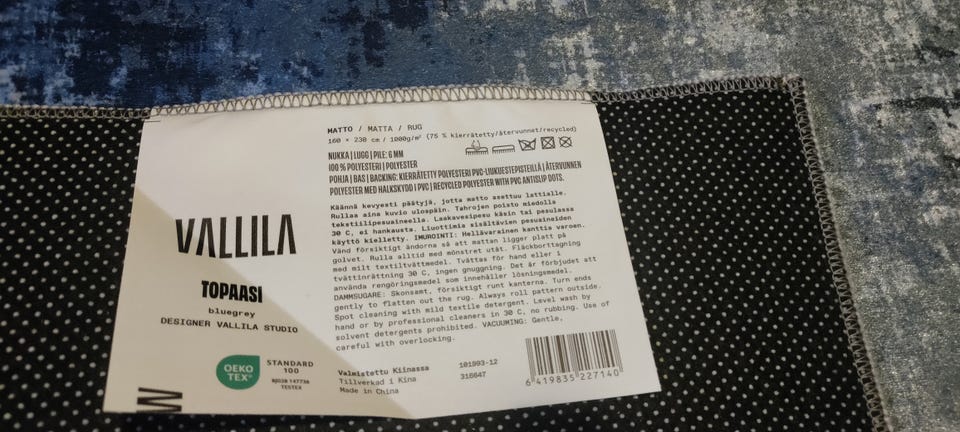 VALLILA
TOPAASI
bluegrey
DESIGNER VALLILA STUDIO
OEKO
TEX®
STANDARD
100
BJ028 147736
TESTEX
MATTO / MATTA / RUG
160 × 230 cm / 1000g/m² (75 % kierrätetty/återvunnet/recycled)
NUKKA | LUGG | PILE: 6 MM
100 % POLYESTERI | POLYESTER
POHJA | BAS | BACKING: KIERRÄTETTY POLYESTERI PVC-LIUKUESTEPISTEILLÄ | ÅTERVUNNEN
POLYESTER MED HALKSKYDD I PVC | RECYCLED POLYESTER WITH PVC ANTISLIP DOTS.
Käännä kevyesti päätyjä, jotta matto asettuu lattialle.
Rullaa aina kuvio ulospäin. Tahrojen poisto miedolla
tekstiilipesuaineella. Laakavesipesu käsin tai pesulassa
30 C, ei hankausta. Liuottimia sisältävien pesuaineiden
käyttö kielletty. IMUROINTI: Hellävarainen kanttia varoen.
Vänd försiktigt ändorna så att mattan ligger platt på
golvet. Rulla alltid med mönstret utåt. Fläckborttagning
med milt textiltvättmedel. Tvättas för hand eller i
tvättinrättning 30 C, ingen gnuggning. Det är förbjudet att
använda rengöringsmedel som innehåller lösningsmedel.
DAMMSUGARE: Skonsamt, försiktigt runt kanterna. Turn ends
gently to flatten out the rug. Always roll pattern outside.
Spot cleaning with mild textile detergent. Level wash by
hand or by professional cleaners in 30 C, no rubbing. Use of
solvent detergents prohibited. VACUUMING: Gentle,
careful with overlocking.
Valmistettu Kiinassa 101993-12
Tillverkad i Kina 316647
Made in China
6 419835 227140